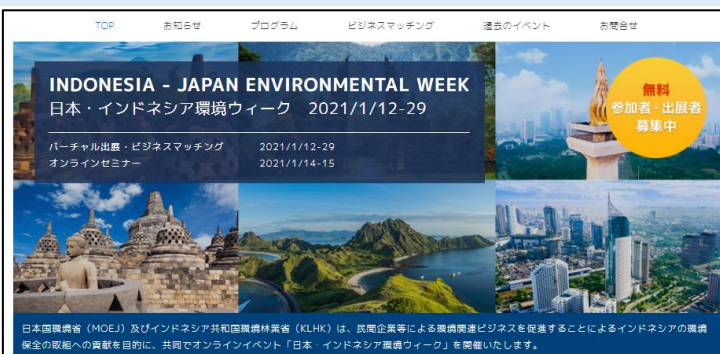 TOP お知らせ プログラム ビジネスマッチング 過去のイベント お問合せ
INDONESIA - JAPAN ENVIRONMENTAL WEEK
日本・インドネシア環境ウィーク 2021/1/12-29
バーチャル出展・ビジネスマッチング 2021/1/12-29
オンラインセミナー 2021/1/14-15
無料
参加者・出展者
募集中
日本国環境省（MOEJ）及びインドネシア共和国環境林業省（KLHK）は、民間企業等による環境関連ビジネスを促進することによるインドネシアの環境
保全の取組への貢献を目的に、共同でオンラインイベント「日本・インドネシア環境ウィーク」を開催いたします。